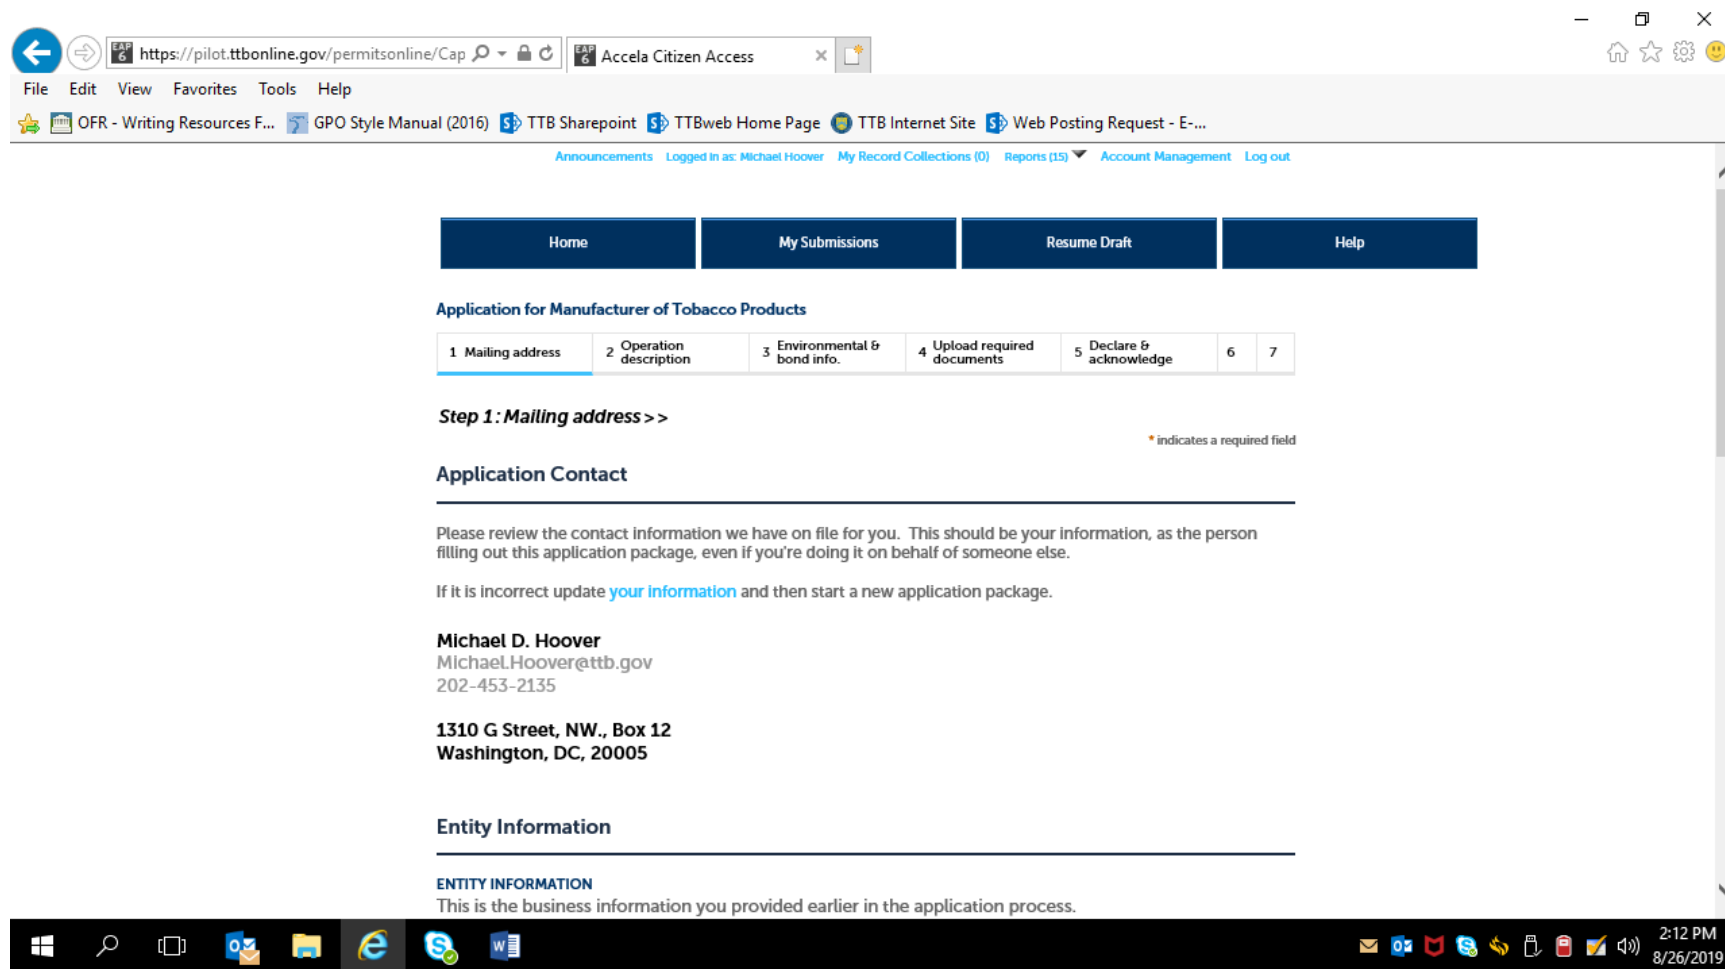 https://pilot.ttbonline.gov/permitsonline/Cap
EAP 6 Accela Citizen Access
File Edit View Favorites Tools Help
OFR - Writing Resources F... GPO Style Manual (2016) TTB Sharepoint TTBweb Home Page TTB Internet Site Web Posting Request - E-...
Announcements Logged in as: Michael Hoover My Record Collections (0) Reports (15) Account Management Log out
Home My Submissions Resume Draft Help
Application for Manufacturer of Tobacco Products
1 Mailing address
2 Operation description
3 Environmental & bond info.
4 Upload required documents
5 Declare & acknowledge
6
7
Step 1: Mailing address>>
* indicates a required field
Application Contact
Please review the contact information we have on file for you. This should be your information, as the person
filling out this application package, even if you're doing it on behalf of someone else.
If it is incorrect update your information and then start a new application package.
Michael D. Hoover
Michael.Hoover@ttb.gov
202-453-2135
1310 G Street, NW., Box 12
Washington, DC, 20005
Entity Information
ENTITY INFORMATION
This is the business information you provided earlier in the application process.
2:12 PM
8/26/2019